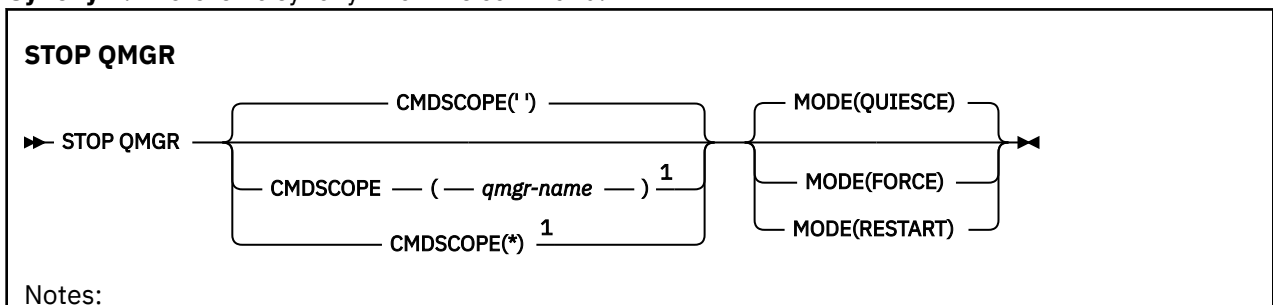 STOP QMGR
CMDSCOPE(' ') MODE(QUIESCE)
STOP QMGR
CMDSCOPE ( qmgr-name ) 1 MODE(FORCE)
CMDSCOPE(*) 1 MODE(RESTART)
Notes: